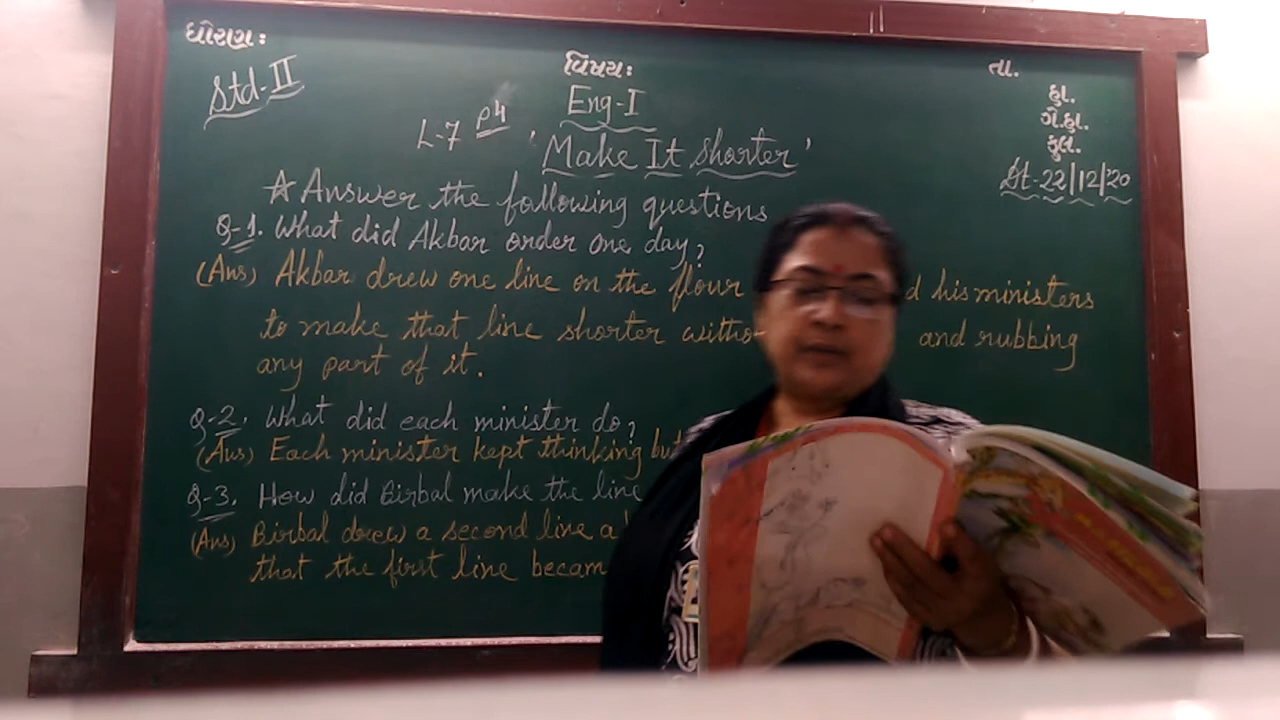 ધોરણ:
વિષય:
તા.
Std-II
Eng-I
હા.
ગે.હા.
કુલ.
L-7 P4 'Make It Shorter'
Dt-22/12/20
☆ Answer the following questions
Q-1. What did Akbar order one day?
(Ans) Akbar drew one line on the flour d his ministers
to make that line shorter witho and rubbing
any part of it.
Q-2. What did each minister do?
(Ans) Each minister kept thinking bu
Q-3. How did Birbal make the line
(Ans) Birbal drew a second line a
that the first line becam